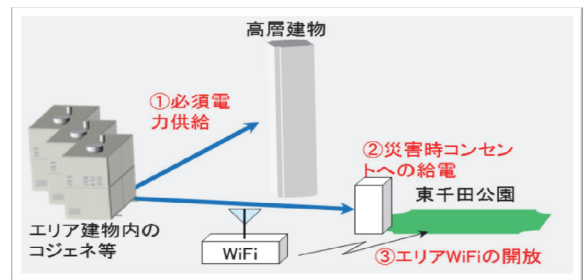 高層建物
①必須電
力供給
②災害時コンセン
トへの給電
東千田公園
エリア建物内の
コジェネ等
WiFi
③エリアWiFiの開放